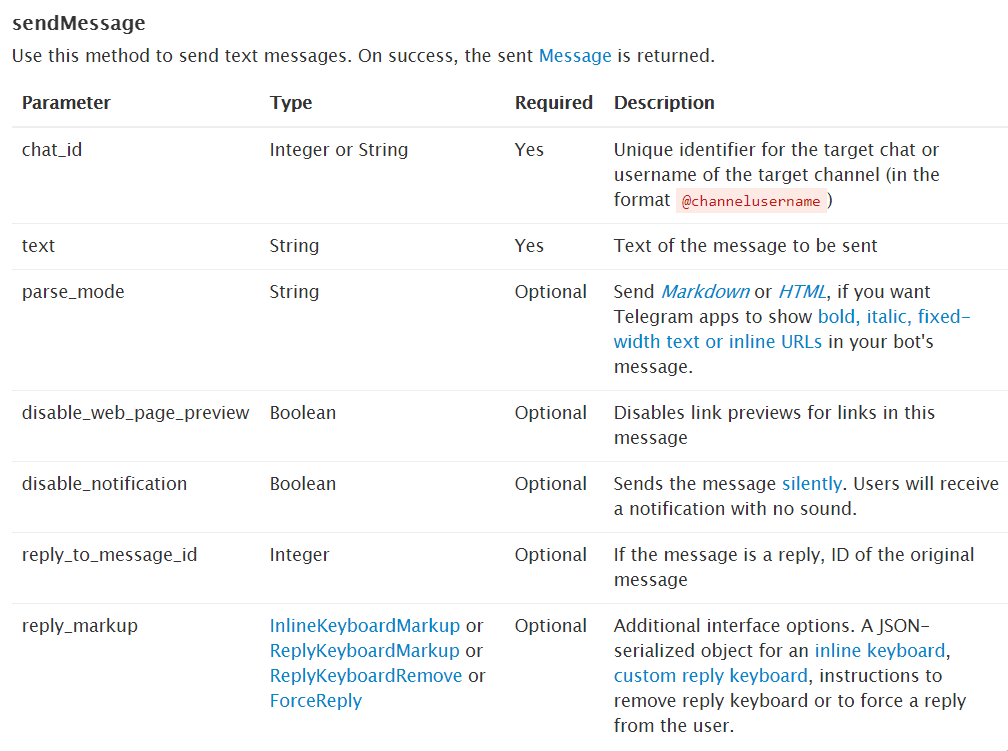 sendMessage
Use this method to send text messages. On success, the sent Message is returned.
Parameter Type Required Description
chat_id Integer or String Yes Unique identifier for the target chat or
username of the target channel (in the
format @channelusername )
text String Yes Text of the message to be sent
parse_mode String Optional Send Markdown or HTML, if you want
Telegram apps to show bold, italic, fixed-
width text or inline URLs in your bot's
message.
disable_web_page_preview Boolean Optional Disables link previews for links in this
message
disable_notification Boolean Optional Sends the message silently. Users will receive
a notification with no sound.
reply_to_message_id Integer Optional If the message is a reply, ID of the original
message
reply_markup InlineKeyboardMarkup or Optional Additional interface options. A JSON-
ReplyKeyboardMarkup or serialized object for an inline keyboard,
ReplyKeyboardRemove or custom reply keyboard, instructions to
ForceReply remove reply keyboard or to force a reply
from the user.